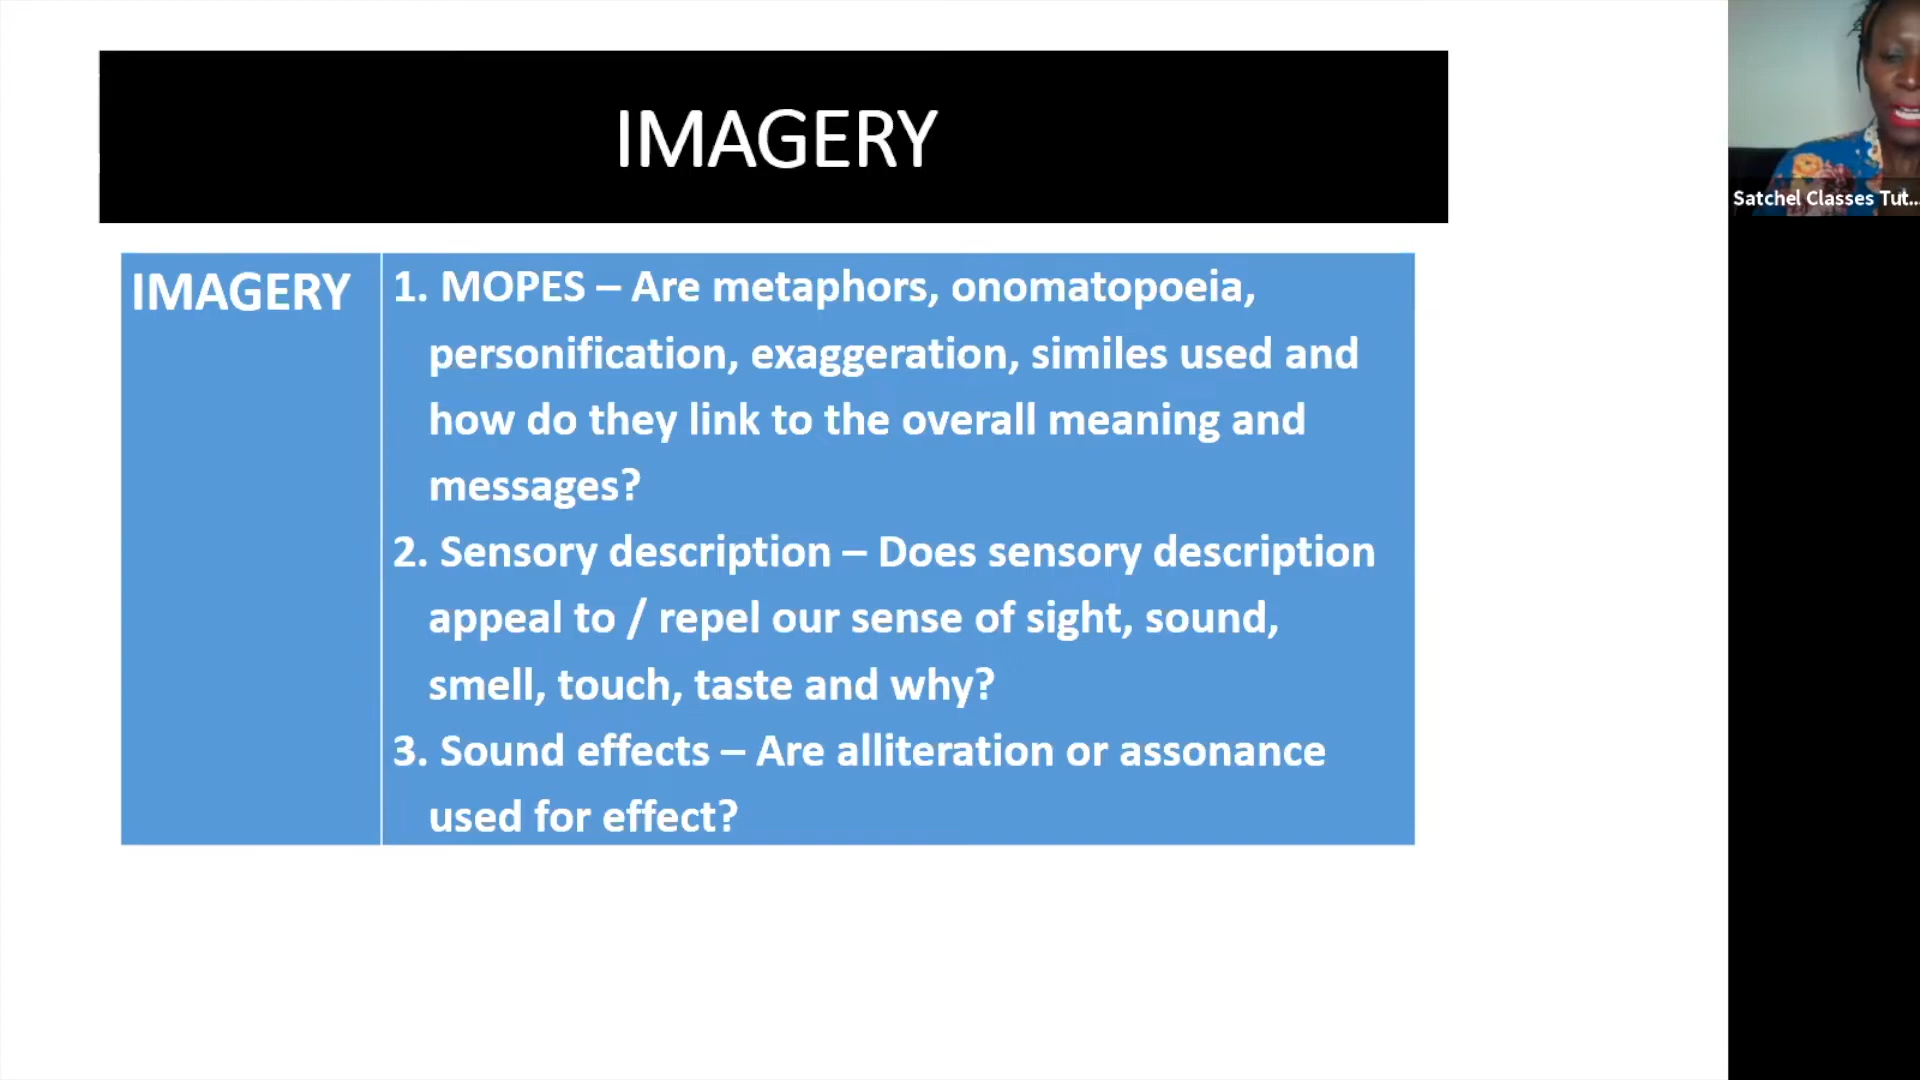 IMAGERY
IMAGERY
1. MOPES – Are metaphors, onomatopoeia,
personification, exaggeration, similes used and
how do they link to the overall meaning and
messages?
2. Sensory description – Does sensory description
appeal to / repel our sense of sight, sound,
smell, touch, taste and why?
3. Sound effects – Are alliteration or assonance
used for effect?
Satchel Classes Tut...